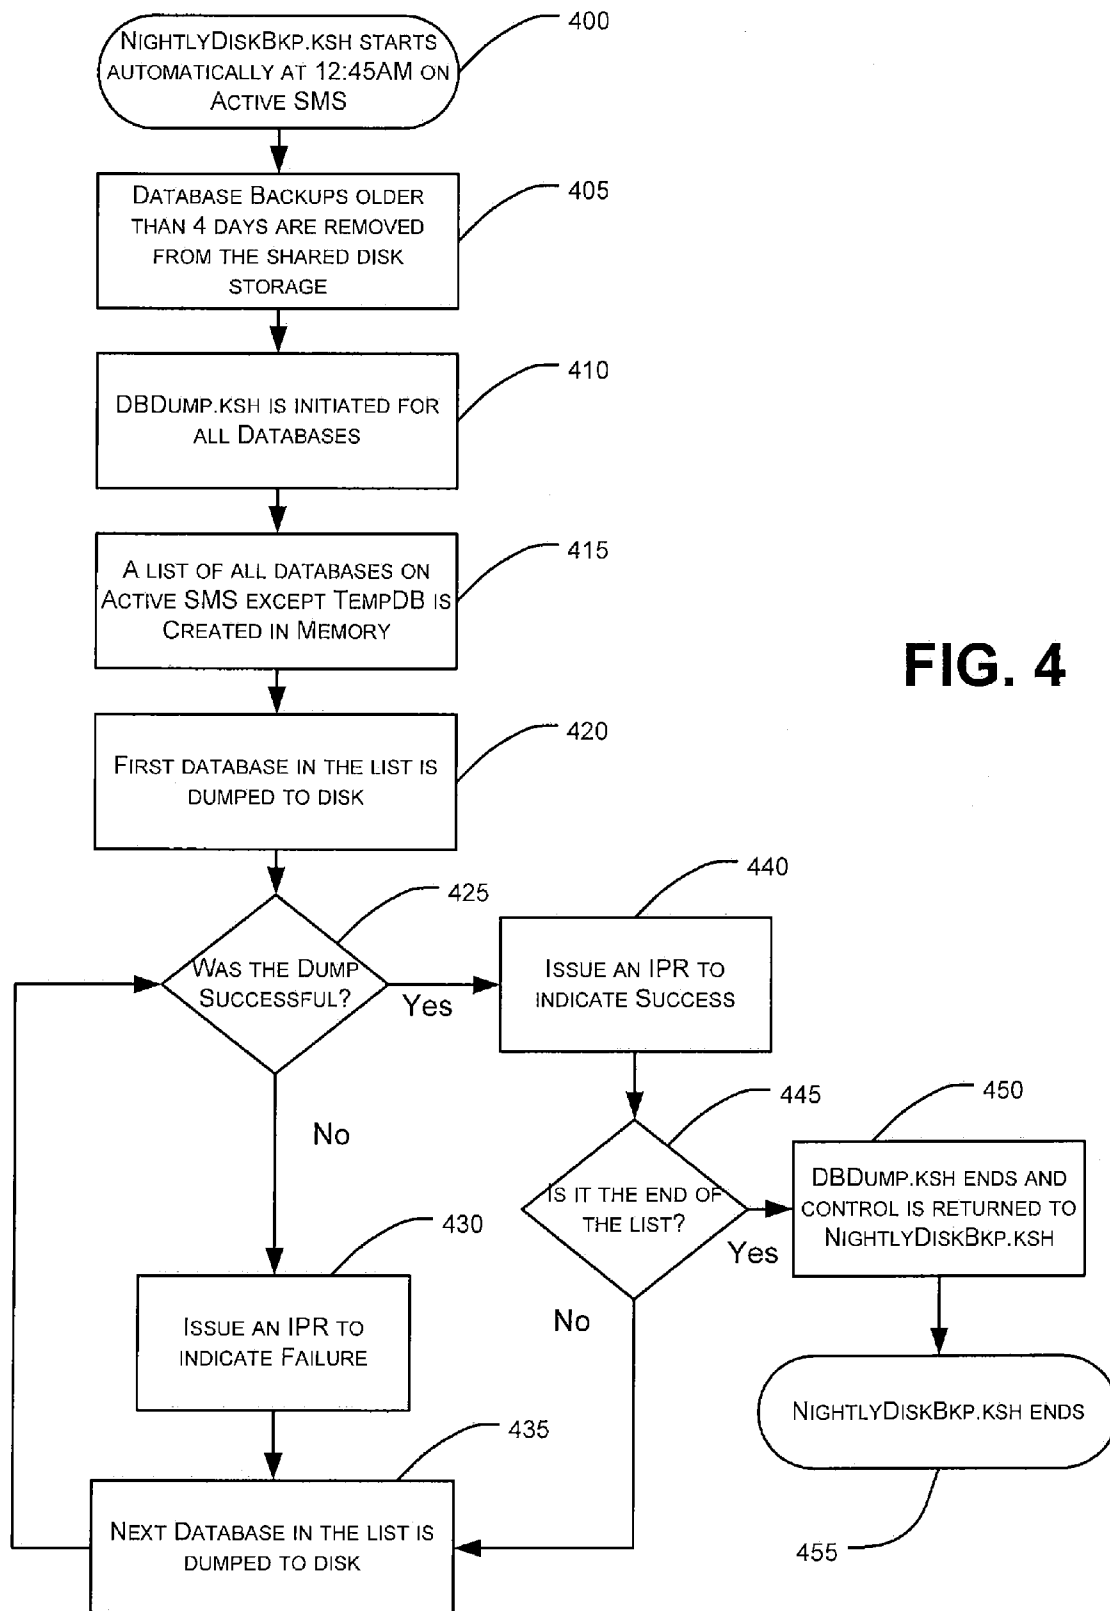 NIGHTLYDISKBKP.KSH STARTS
AUTOMATICALLY AT 12:45AM ON
ACTIVE SMS
400
DATABASE BACKUPS OLDER
THAN 4 DAYS ARE REMOVED
FROM THE SHARED DISK
STORAGE
405
DBDUMP.KSH IS INITIATED FOR
ALL DATABASES
410
A LIST OF ALL DATABASES ON
ACTIVE SMS EXCEPT TEMPDB IS
CREATED IN MEMORY
415
FIG. 4
FIRST DATABASE IN THE LIST IS
DUMPED TO DISK
420
WAS THE DUMP
SUCCESSFUL?
425
Yes
No
ISSUE AN IPR TO
INDICATE SUCCESS
440
IS IT THE END OF
THE LIST?
445
Yes
No
DBDUMP.KSH ENDS AND
CONTROL IS RETURNED TO
NIGHTLYDISKBKP.KSH
450
ISSUE AN IPR TO
INDICATE FAILURE
430
NIGHTLYDISKBKP.KSH ENDS
455
NEXT DATABASE IN THE LIST IS
DUMPED TO DISK
435